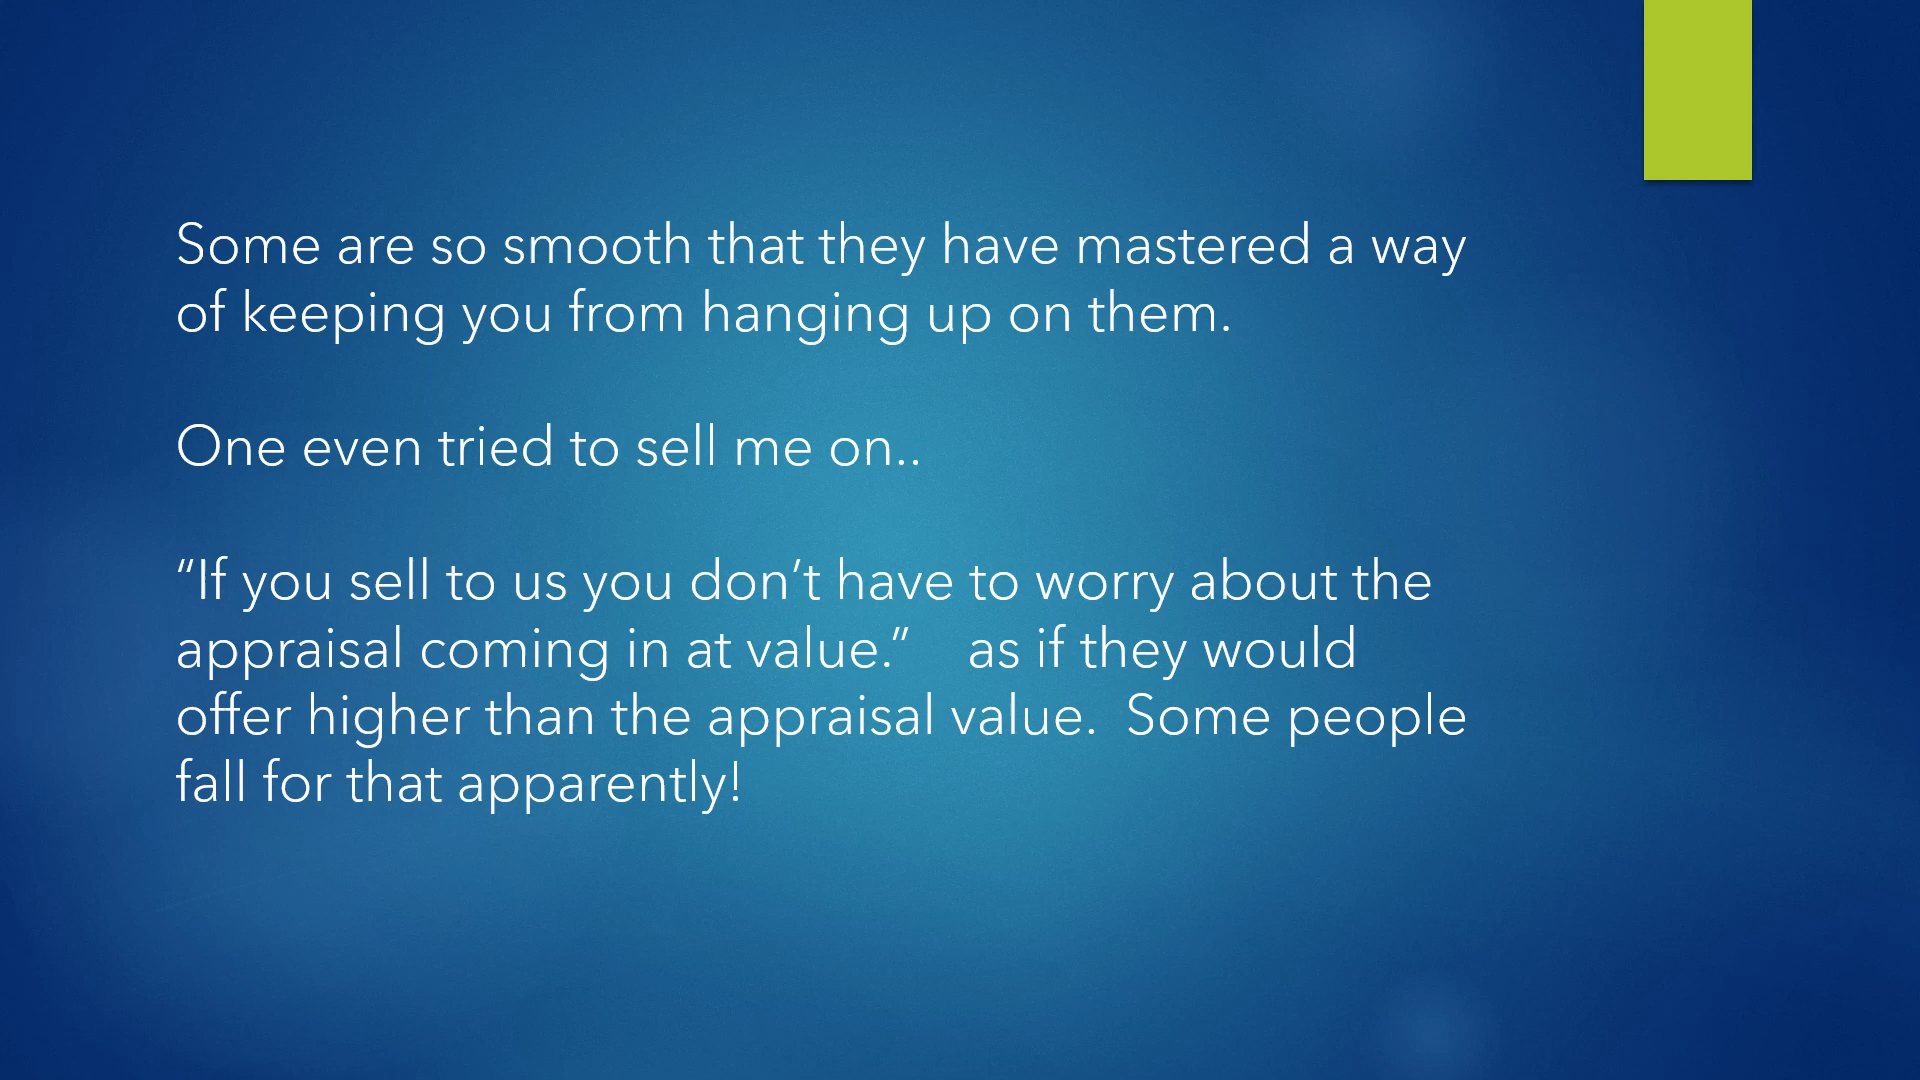 Some are so smooth that they have mastered a way
of keeping you from hanging up on them.
One even tried to sell me on..
“If you sell to us you don’t have to worry about the
appraisal coming in at value.”    as if they would
offer higher than the appraisal value.  Some people
fall for that apparently!